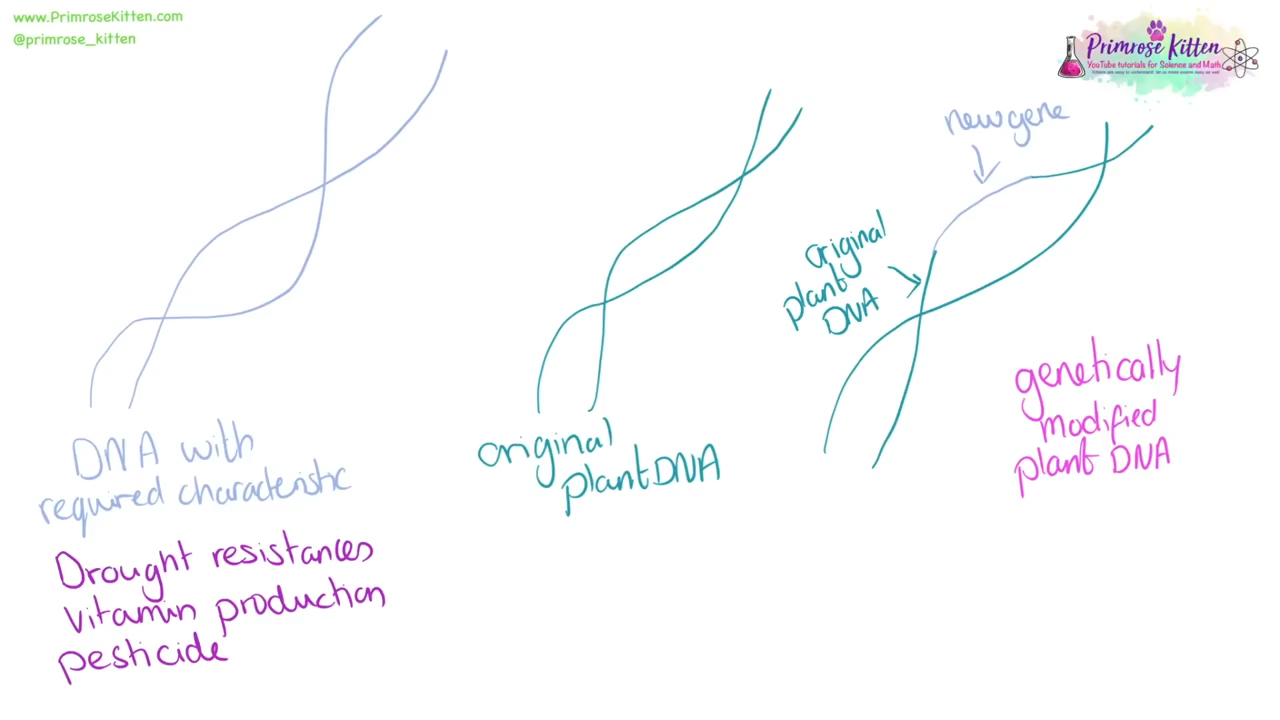 www.PrimroseKitten.com
@primrose_kitten
Primrose Kitten
YouTube tutorials for Science and Math
new gene
original
plant
DNA
genetically
modified
plant DNA
original
plant DNA
DNA with
required characteristic
Drought resistances
vitamin production
pesticide